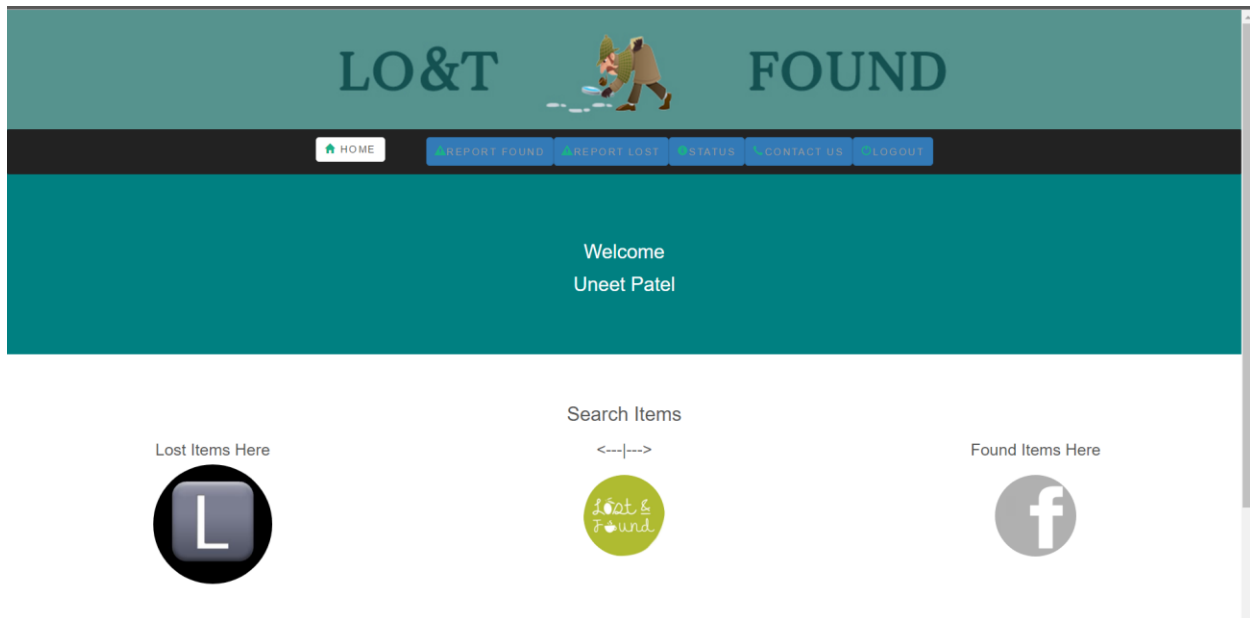 LO&T FOUND
HOME REPORT FOUND REPORT LOST STATUS CONTACT US LOGOUT
Welcome
Uneet Patel
Search Items
Lost Items Here <---|---> Found Items Here
L Lost & f
Found